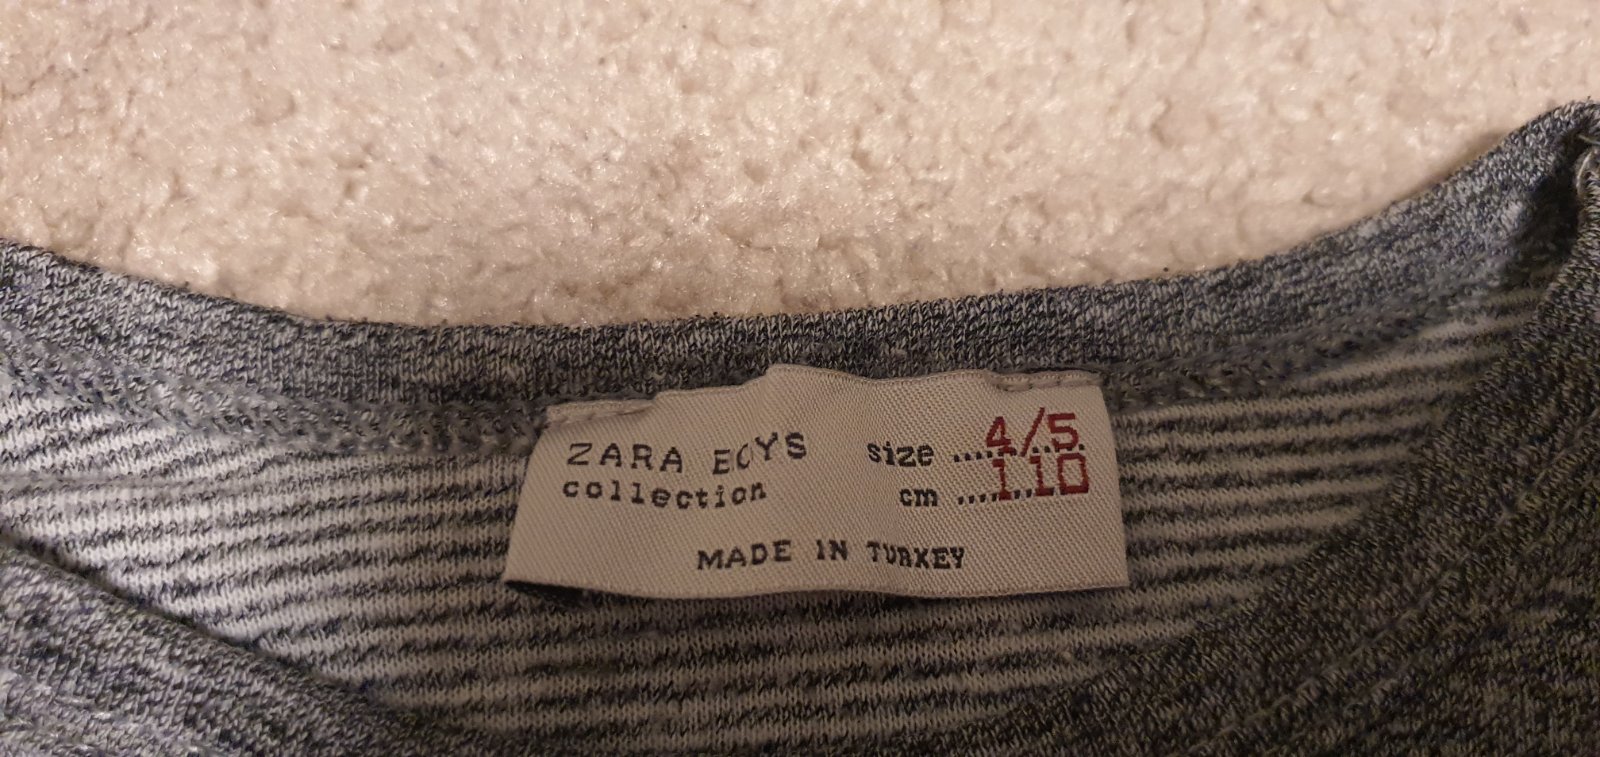 ZARA BOYS
collection
size ....4/5.
cm ....110
MADE IN TURKEY